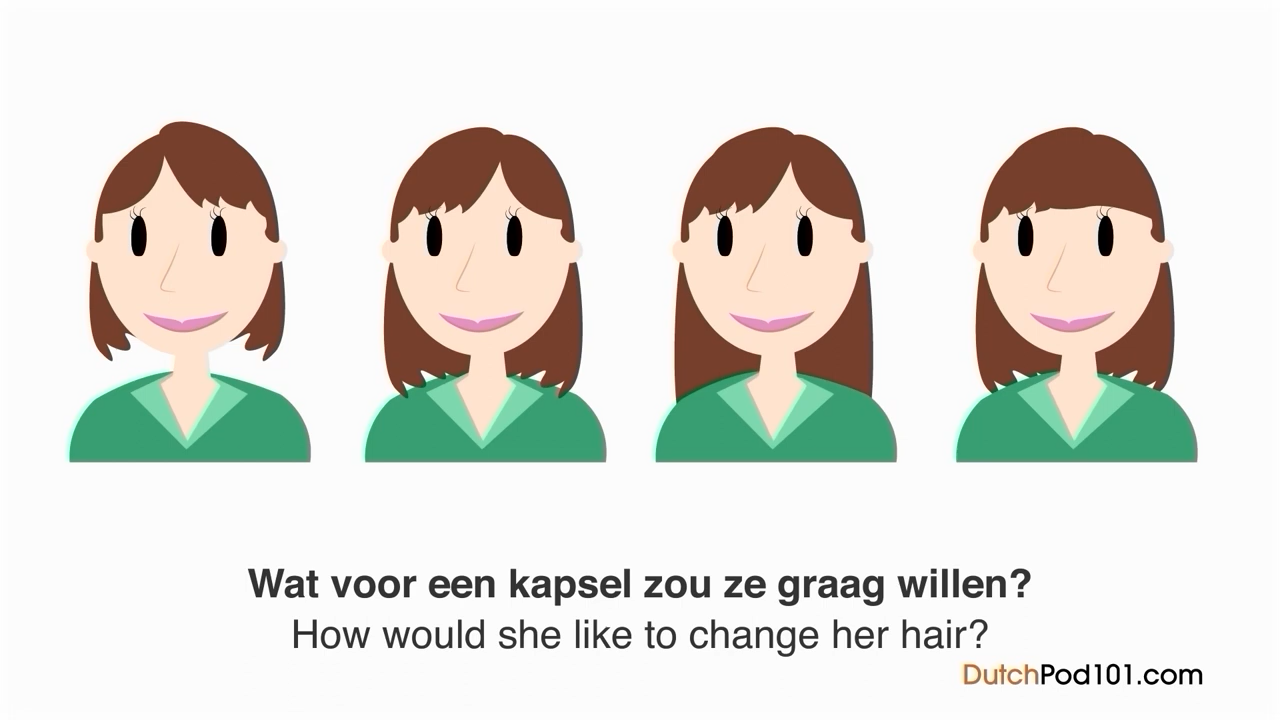 Wat voor een kapsel zou ze graag willen?
How would she like to change her hair?
DutchPod101.com